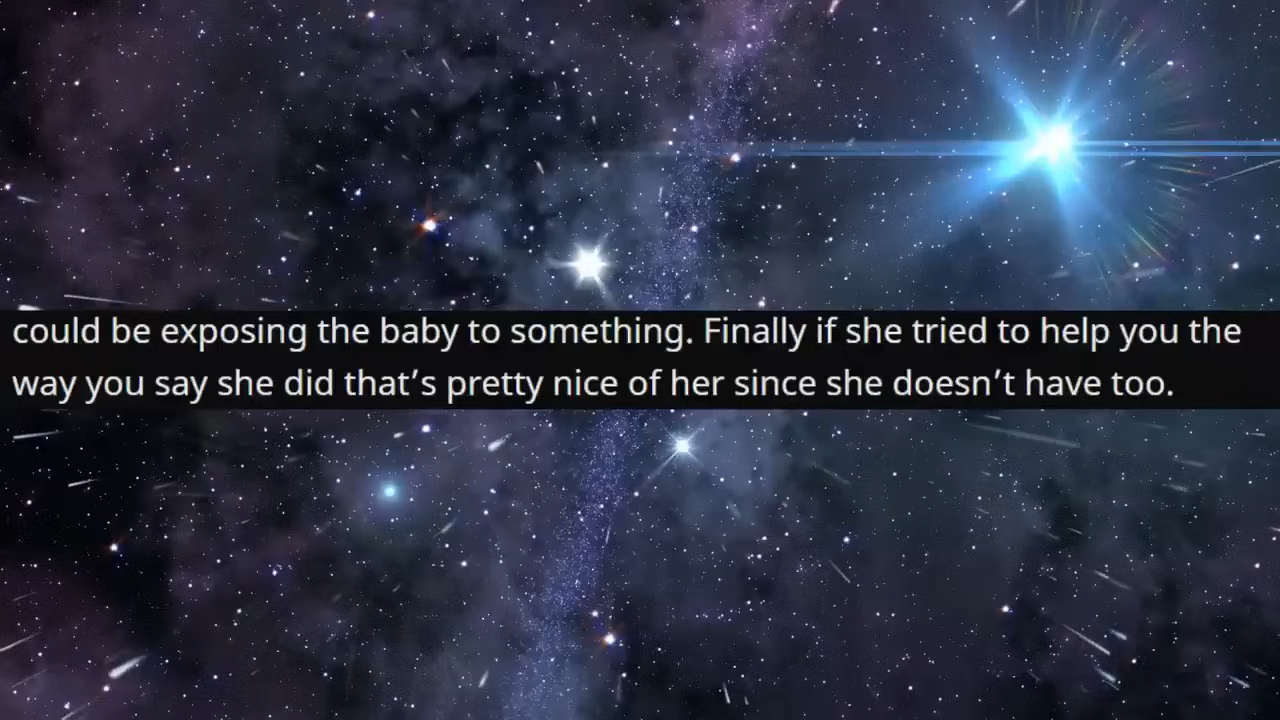 could be exposing the baby to something. Finally if she tried to help you the
way you say she did that’s pretty nice of her since she doesn’t have too.